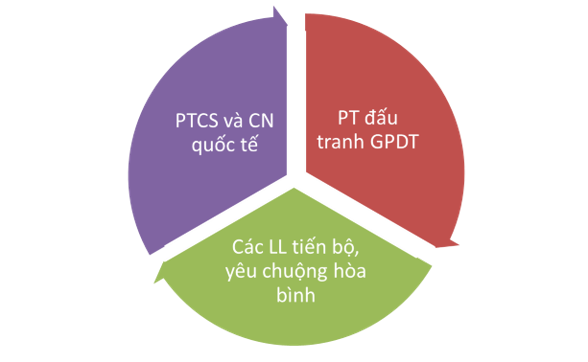 PTCS và CN
quốc tế
PT đấu
tranh GPDT
Các LL tiến bộ,
yêu chuộng hòa
bình